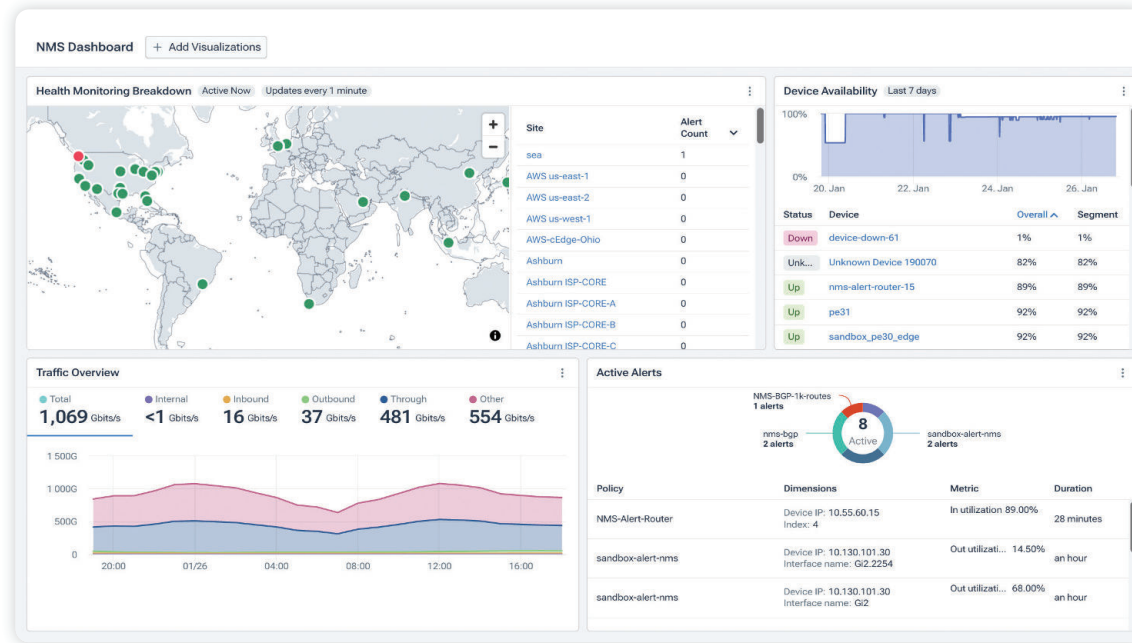 NMS Dashboard + Add Visualizations
Health Monitoring Breakdown Active Now Updates every 1 minute
+
−
Site Alert Count
sea 1
AWS us-east-1 0
AWS us-east-2 0
AWS us-west-1 0
AWS-cEdge-Ohio 0
Ashburn 0
Ashburn ISP-CORE 0
Ashburn ISP-CORE-A 0
Ashburn ISP-CORE-B 0
Ashburn ISP-CORE-C 0
Device Availability Last 7 days
100%
0%
20. Jan 22. Jan 24. Jan 26. Jan
Status Device Overall Segment
Down device-down-61 1% 1%
Unk... Unknown Device 190070 82% 82%
Up nms-alert-router-15 89% 89%
Up pe31 92% 92%
Up sandbox_pe30_edge 92% 92%
Traffic Overview
Total Internal Inbound Outbound Through Other
1,069 Gbits/s <1 Gbits/s 16 Gbits/s 37 Gbits/s 481 Gbits/s 554 Gbits/s
1 500G
1 000G
500G
0
20:00 01/26 04:00 08:00 12:00 16:00
Active Alerts
NMS-BGP-1k-routes
1 alerts
nms-bgp
2 alerts
8
Active
sandbox-alert-nms
2 alerts
Policy Dimensions Metric Duration
NMS-Alert-Router Device IP: 10.55.60.15 In utilization 89.00% 28 minutes
Index: 4
sandbox-alert-nms Device IP: 10.130.101.30 Out utilizati... 14.50% an hour
Interface name: Gi2.2254
sandbox-alert-nms Device IP: 10.130.101.30 Out utilizati... 68.00% an hour
Interface name: Gi2